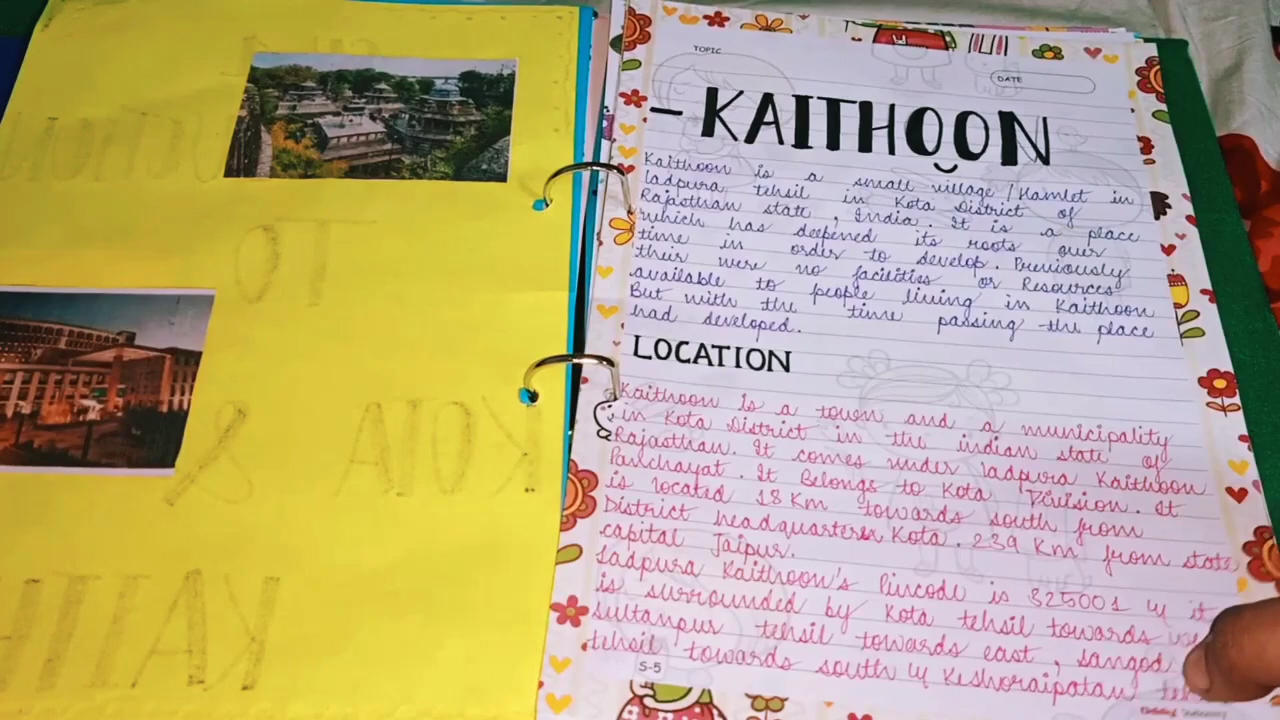 TOPIC
DATE
- KAITHOON
Kaithoon is a small village / Hamlet in
ladpura tehsil in Kota District of
Rajasthan state, India. It is a place
which has deepened its roots over
time in order to develop. Previously
their were no facilities or Resources
available to people living in Kaithoon
But with the time passing the place
had developed.
LOCATION
Kaithoon is a town and a municipality
in Kota District in the indian state of
Rajasthan. It comes under ladpura Kaithoon
Panchayat. It Belongs to Kota Division. It
is located 18 Km towards south from
District headquarterer Kota. 239 Km from state
capital Jaipur.
Ladpura Kaithoon's Pincode is 325001 & it
is surrounded by Kota tehsil towards
Sultanpur tehsil towards east, Sangod
tehsil towards south & Keshoraipatan
S-5
TO
KOTA &